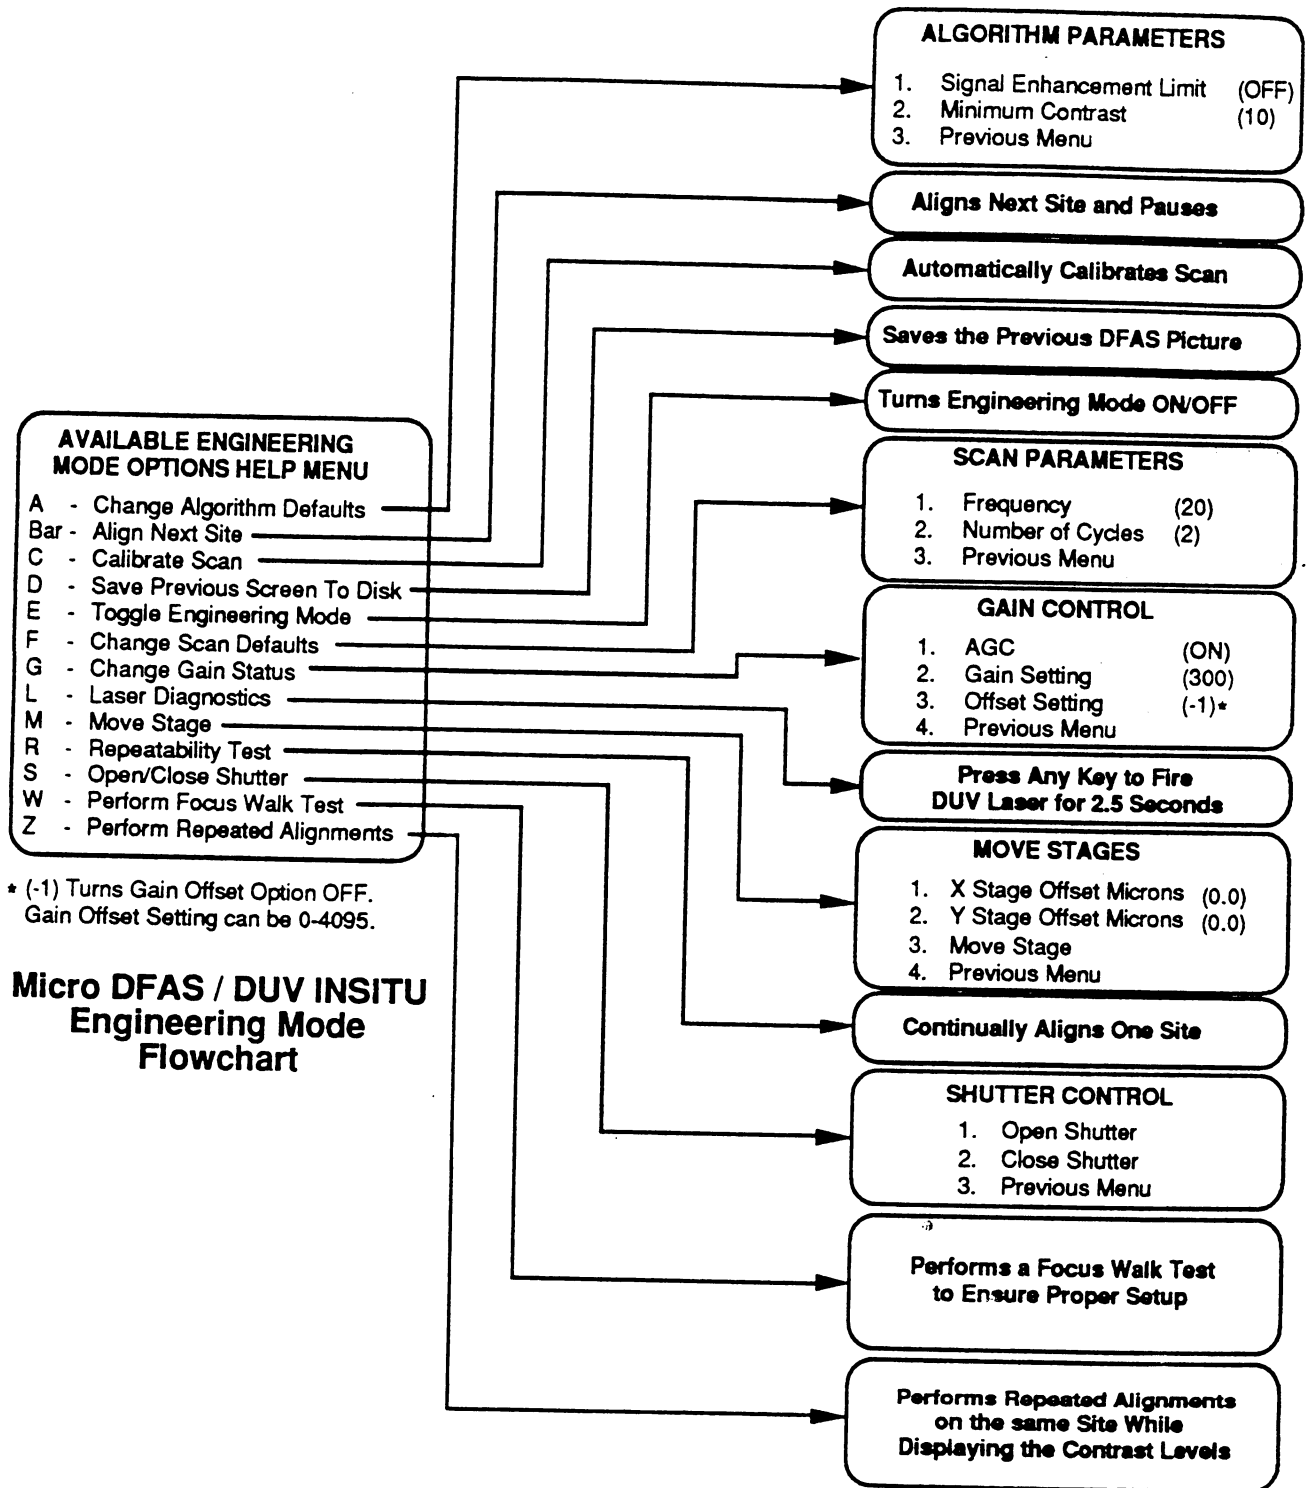 AVAILABLE ENGINEERING
MODE OPTIONS HELP MENU
A - Change Algorithm Defaults
Bar - Align Next Site
C - Calibrate Scan
D - Save Previous Screen To Disk
E - Toggle Engineering Mode
F - Change Scan Defaults
G - Change Gain Status
L - Laser Diagnostics
M - Move Stage
R - Repeatability Test
S - Open/Close Shutter
W - Perform Focus Walk Test
Z - Perform Repeated Alignments
* (-1) Turns Gain Offset Option OFF.
Gain Offset Setting can be 0-4095.
Micro DFAS / DUV INSITU
Engineering Mode
Flowchart
ALGORITHM PARAMETERS
1. Signal Enhancement Limit (OFF)
2. Minimum Contrast (10)
3. Previous Menu
Aligns Next Site and Pauses
Automatically Calibrates Scan
Saves the Previous DFAS Picture
Turns Engineering Mode ON/OFF
SCAN PARAMETERS
1. Frequency (20)
2. Number of Cycles (2)
3. Previous Menu
GAIN CONTROL
1. AGC (ON)
2. Gain Setting (300)
3. Offset Setting (-1)*
4. Previous Menu
Press Any Key to Fire
DUV Laser for 2.5 Seconds
MOVE STAGES
1. X Stage Offset Microns (0.0)
2. Y Stage Offset Microns (0.0)
3. Move Stage
4. Previous Menu
Continually Aligns One Site
SHUTTER CONTROL
1. Open Shutter
2. Close Shutter
3. Previous Menu
Performs a Focus Walk Test
to Ensure Proper Setup
Performs Repeated Alignments
on the same Site While
Displaying the Contrast Levels